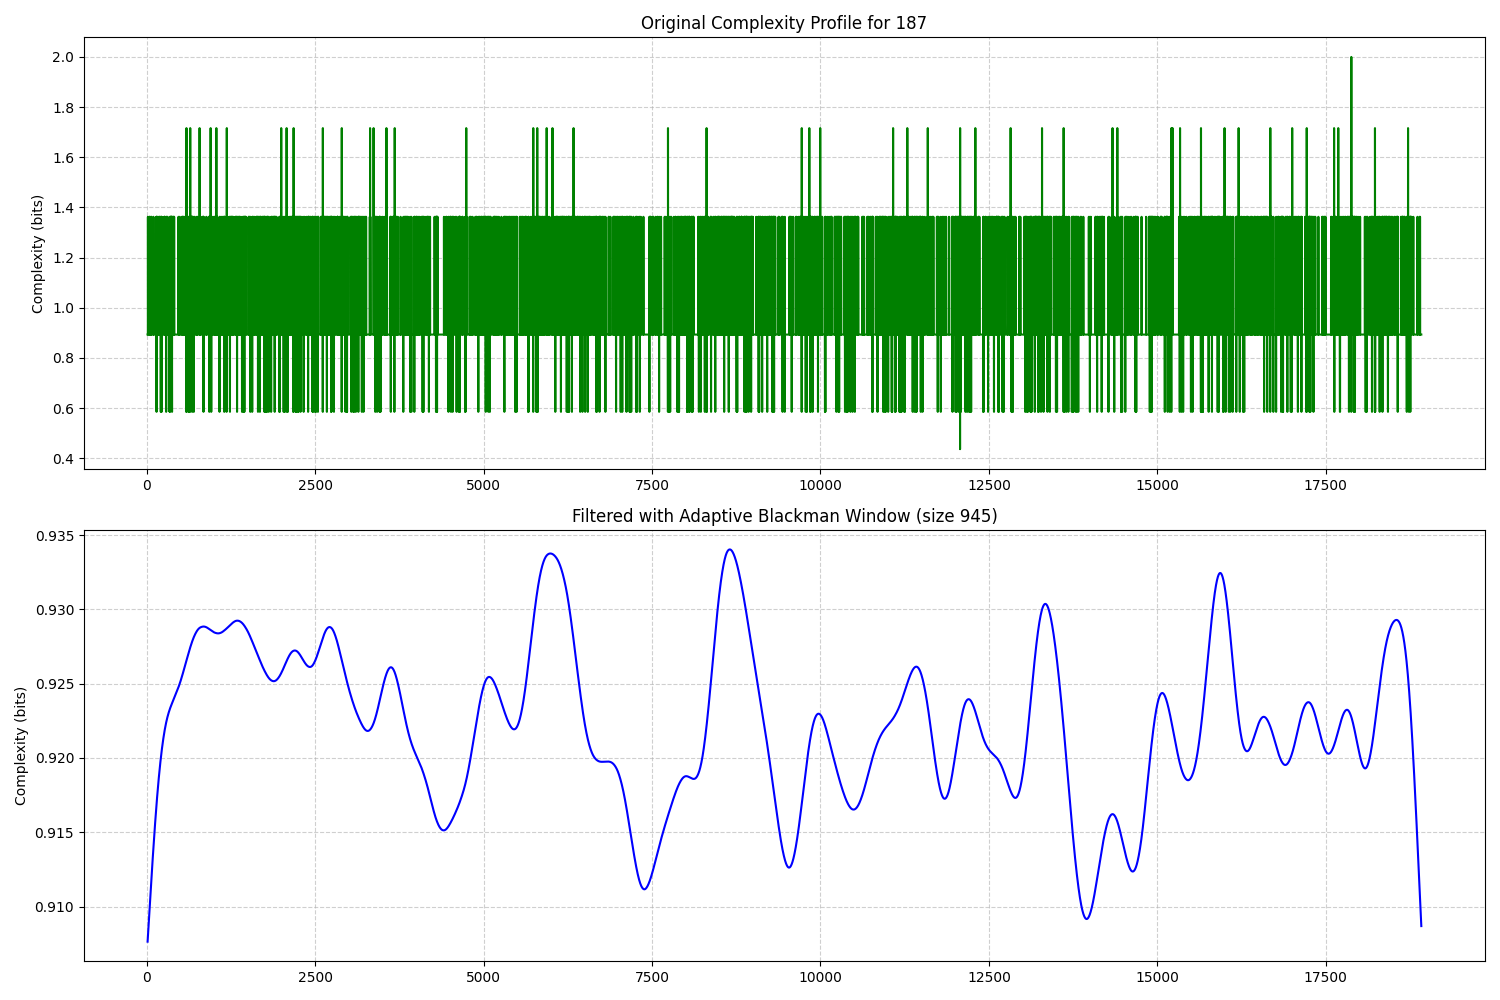 Original Complexity Profile for 187
Complexity (bits)
2.0
1.8
1.6
1.4
1.2
1.0
0.8
0.6
0.4
0 2500 5000 7500 10000 12500 15000 17500
Filtered with Adaptive Blackman Window (size 945)
Complexity (bits)
0.935
0.930
0.925
0.920
0.915
0.910
0 2500 5000 7500 10000 12500 15000 17500